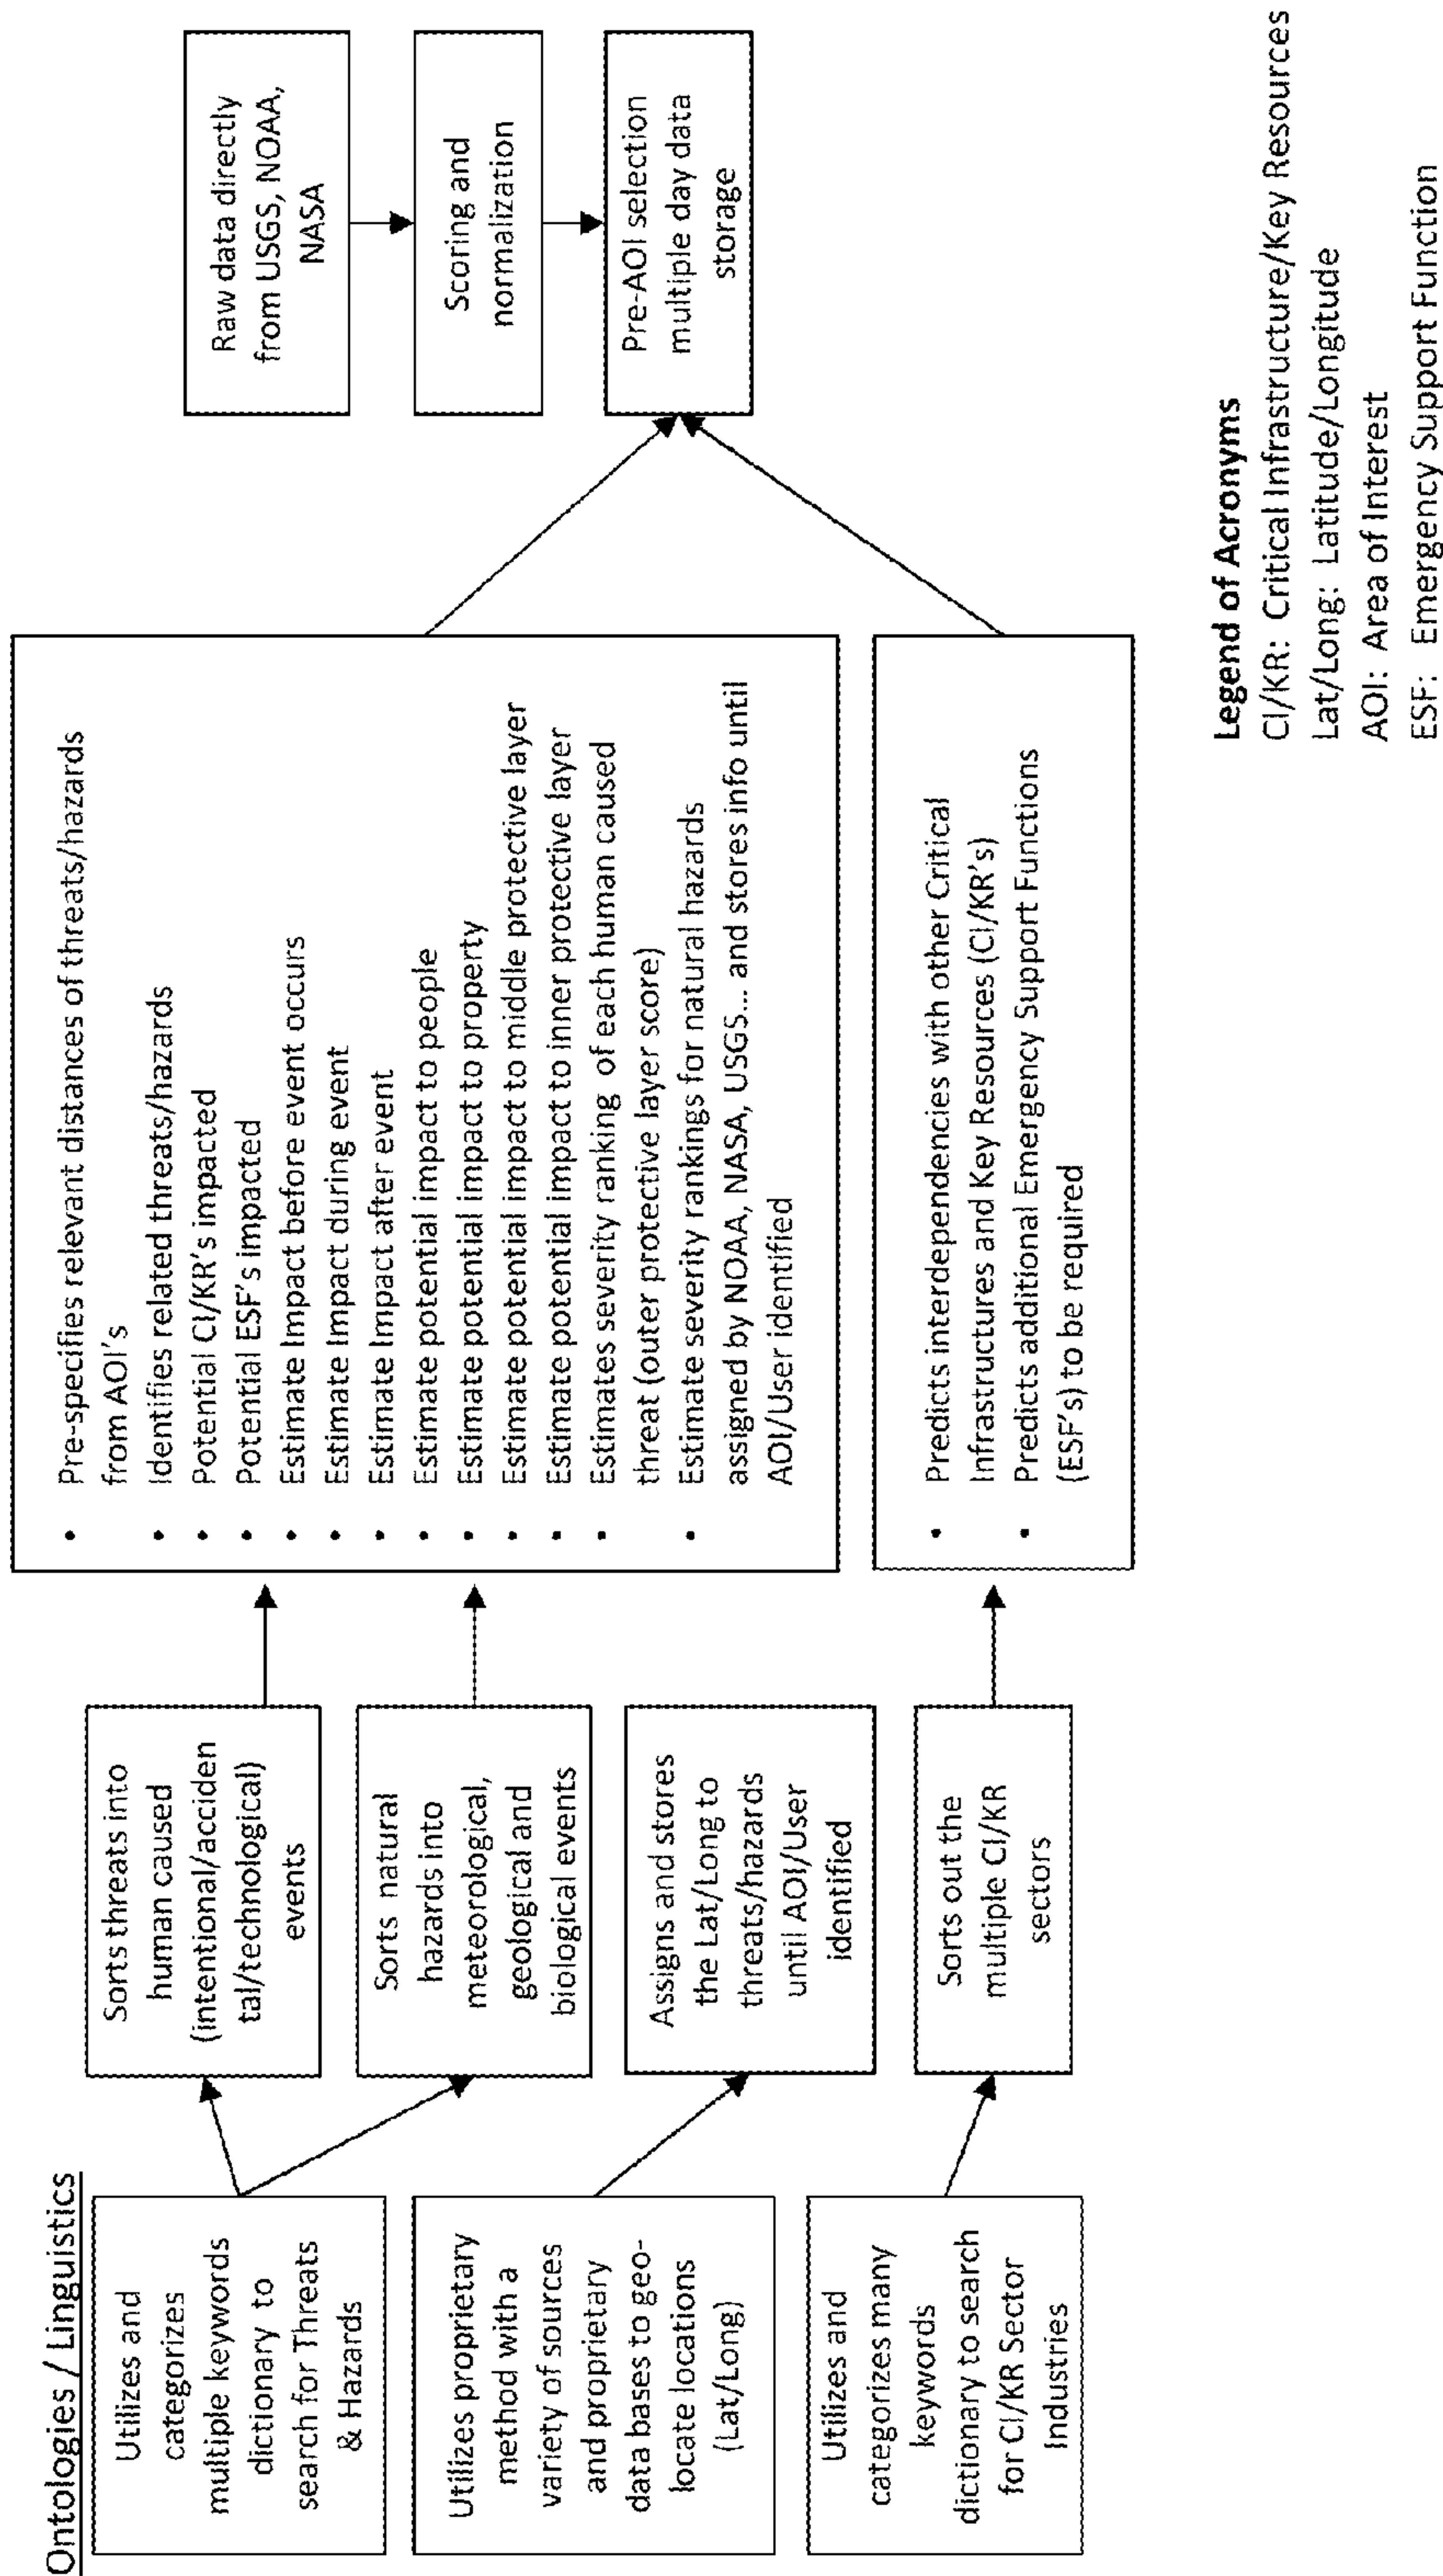 Ontologies / Linguistics
Utilizes and
categorizes
multiple keywords
dictionary to
search for Threats
& Hazards
Utilizes proprietary
method with a
variety of sources
and proprietary
data bases to geo-
locate locations
(Lat/Long)
Utilizes and
categorizes many
keywords
dictionary to search
for CI/KR Sector
Industries
Sorts threats into
human caused
(intentional/acciden
tal/technological)
events
Sorts natural
hazards into
meteorological,
geological and
biological events
Assigns and stores
the Lat/Long to
threats/hazards
until AOI/User
identified
Sorts out the
multiple CI/KR
sectors
• Pre-specifies relevant distances of threats/hazards
from AOI's
• Identifies related threats/hazards
• Potential CI/KR's impacted
• Potential ESF's impacted
• Estimate Impact before event occurs
• Estimate Impact during event
• Estimate Impact after event
• Estimate potential impact to people
• Estimate potential impact to property
• Estimate potential impact to middle protective layer
• Estimate potential impact to inner protective layer
• Estimates severity ranking of each human caused
threat (outer protective layer score)
• Estimate severity rankings for natural hazards
assigned by NOAA, NASA, USGS... and stores info until
AOI/User identified
• Predicts interdependencies with other Critical
Infrastructures and Key Resources (CI/KR's)
• Predicts additional Emergency Support Functions
(ESF's) to be required
Raw data directly
from USGS, NOAA,
NASA
Scoring and
normalization
Pre-AOI selection
multiple day data
storage
Legend of Acronyms
CI/KR: Critical Infrastructure/Key Resources
Lat/Long: Latitude/Longitude
AOI: Area of Interest
ESF: Emergency Support Function